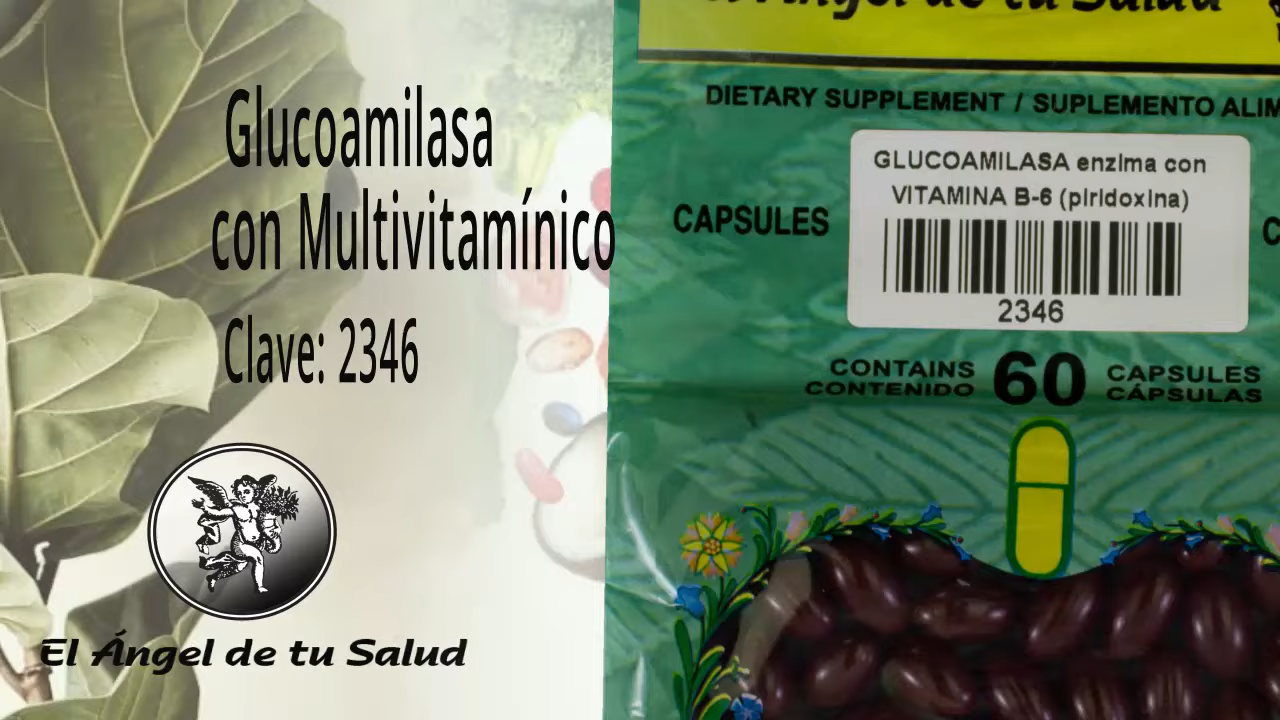 Glucoamilasa
con Multivitamínico
Clave: 2346
El Ángel de tu Salud
El Ángel de tu Salud
DIETARY SUPPLEMENT / SUPLEMENTO ALIM
GLUCOAMILASA enzima con
VITAMINA B-6 (piridoxina)
CAPSULES
2346
CONTAINS
CONTENIDO
60
CAPSULES
CÁPSULAS